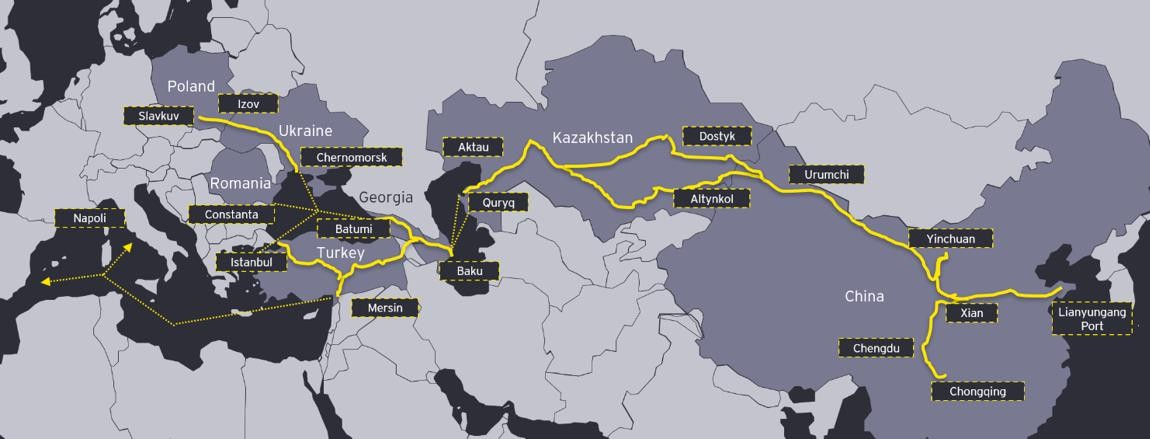 Poland
Izov
Slavkuv
Ukraine
Chernomorsk
Romania
Georgia
Constanta
Napoli
Batumi
Istanbul
Turkey
Mersin
Baku
Aktau
Quryq
Kazakhstan
Dostyk
Altynkol
Urumchi
Yinchuan
China
Xian
Lianyungang
Port
Chengdu
Chongqing